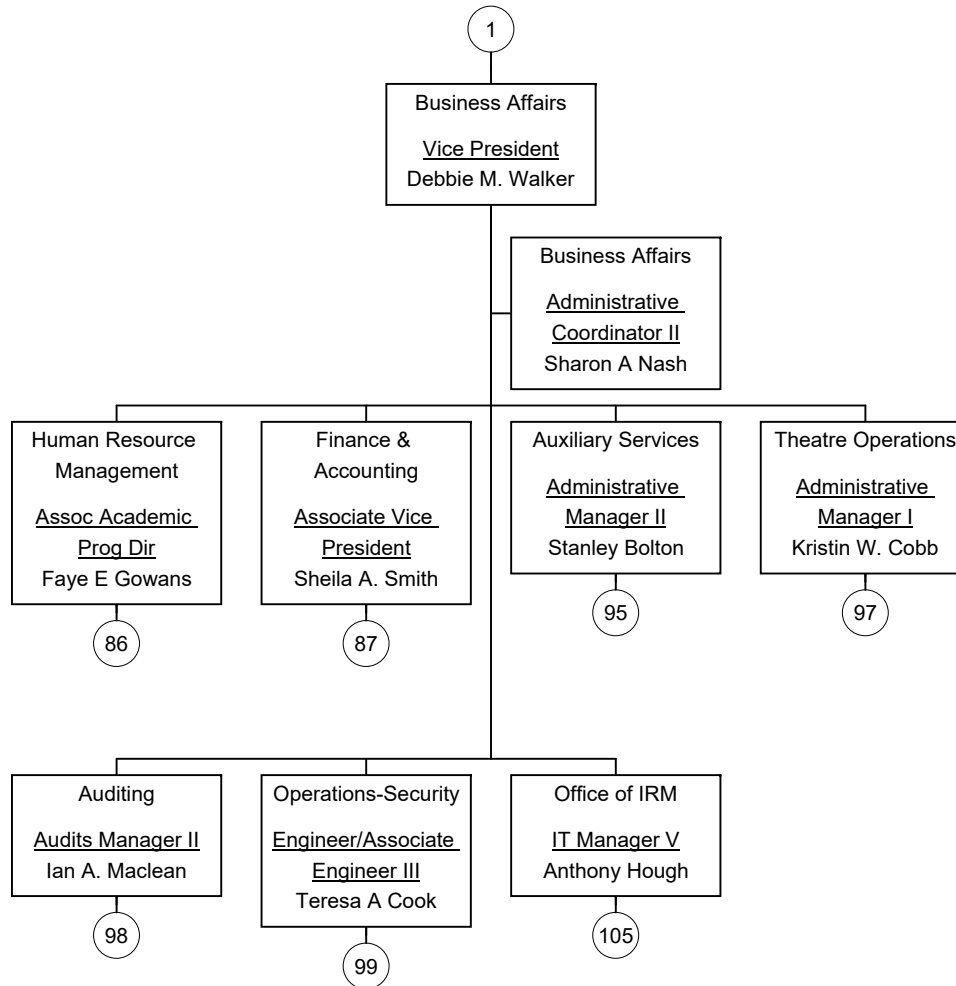 1
Business Affairs
Vice President
Debbie M. Walker
Business Affairs
Administrative
Coordinator II
Sharon A Nash
Human Resource
Management
Assoc Academic
Prog Dir
Faye E Gowans
86
Finance &
Accounting
Associate Vice
President
Sheila A. Smith
87
Auxiliary Services
Administrative
Manager II
Stanley Bolton
95
Theatre Operations
Administrative
Manager I
Kristin W. Cobb
97
Auditing
Audits Manager II
Ian A. Maclean
98
Operations-Security
Engineer/Associate
Engineer III
Teresa A Cook
99
Office of IRM
IT Manager V
Anthony Hough
105